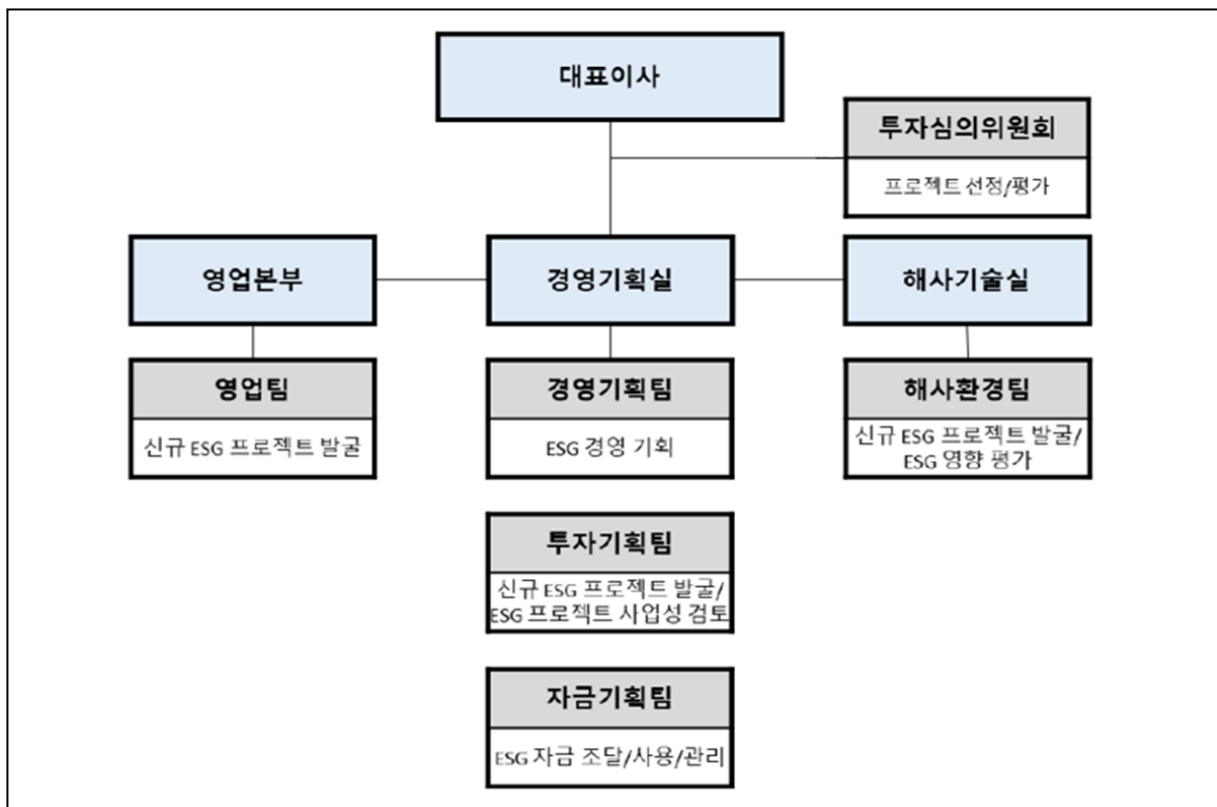 대표이사
투자심의위원회
프로젝트 선정/평가
영업본부
경영기획실
해사기술실
영업팀
신규 ESG 프로젝트 발굴
경영기획팀
ESG 경영 기획
해사환경팀
신규 ESG 프로젝트 발굴/
ESG 영향 평가
투자기획팀
신규 ESG 프로젝트 발굴/
ESG 프로젝트 사업성 검토
자금기획팀
ESG 자금 조달/사용/관리